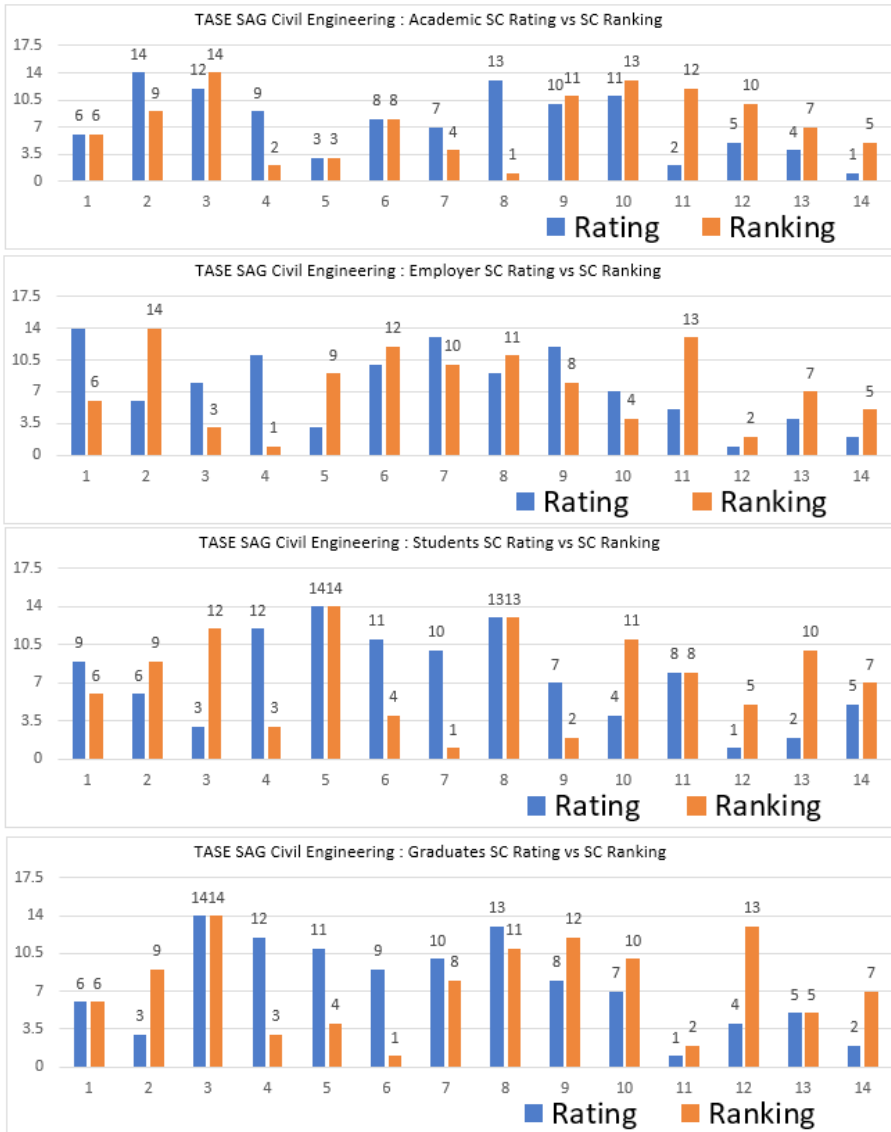 TASE SAG Civil Engineering : Academic SC Rating vs SC Ranking
17.5
14
10.5
7
3.5
0
6 6 14 9 12 14 9 2 3 3 8 8 7 4 13 1 10 11 11 13 2 12 5 10 4 7 1 5
1 2 3 4 5 6 7 8 9 10 11 12 13 14
Rating Ranking
TASE SAG Civil Engineering : Employer SC Rating vs SC Ranking
17.5
14
10.5
7
3.5
0
6 14 3 1 9 12 10 11 8 4 13 2 7 5
1 2 3 4 5 6 7 8 9 10 11 12 13 14
Rating Ranking
TASE SAG Civil Engineering : Students SC Rating vs SC Ranking
17.5
14
10.5
7
3.5
0
9 6 6 9 3 12 12 3 14 14 11 4 10 1 13 13 7 2 4 11 8 8 1 5 2 10 5 7
1 2 3 4 5 6 7 8 9 10 11 12 13 14
Rating Ranking
TASE SAG Civil Engineering : Graduates SC Rating vs SC Ranking
17.5
14
10.5
7
3.5
0
6 6 3 9 14 14 12 3 11 4 9 1 10 8 13 11 8 12 7 10 1 2 4 13 5 5 2 7
1 2 3 4 5 6 7 8 9 10 11 12 13 14
Rating Ranking